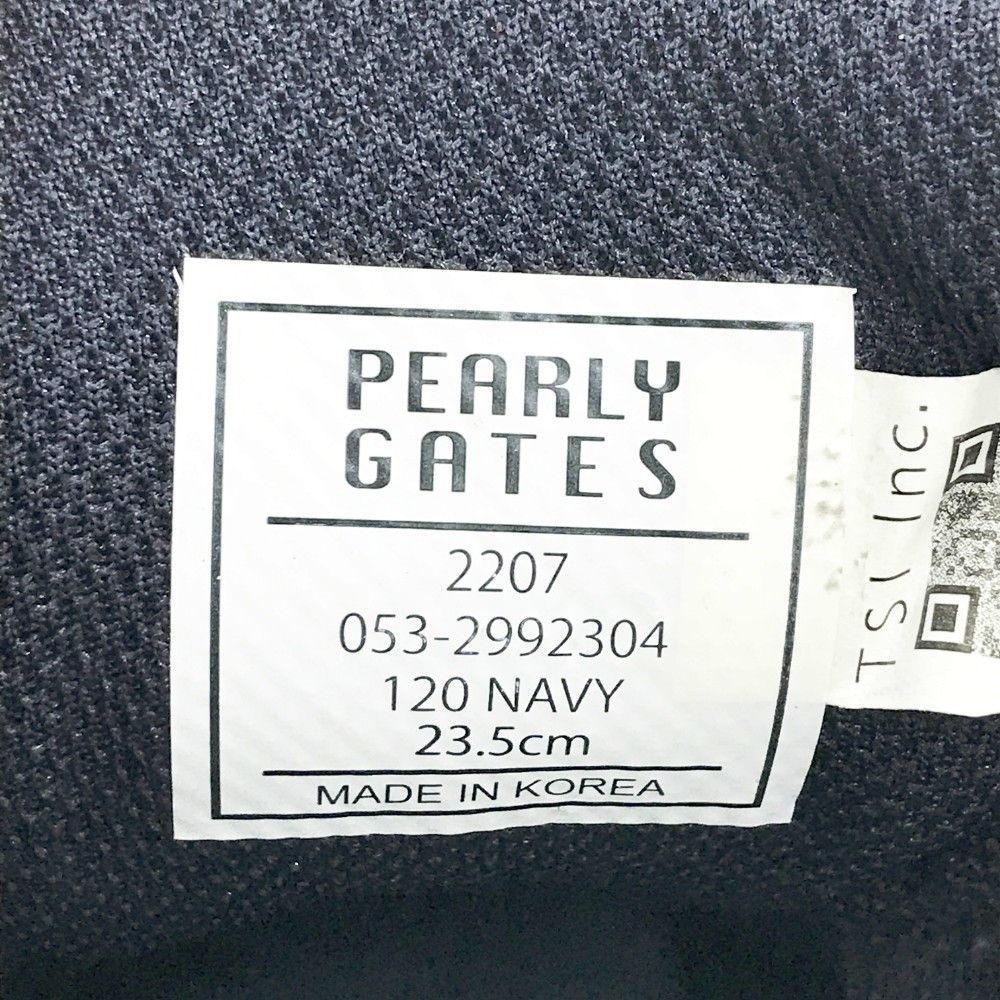 PEARLY
GATES
2207
053-2992304
120 NAVY
23.5cm
MADE IN KOREA
TSI Inc.